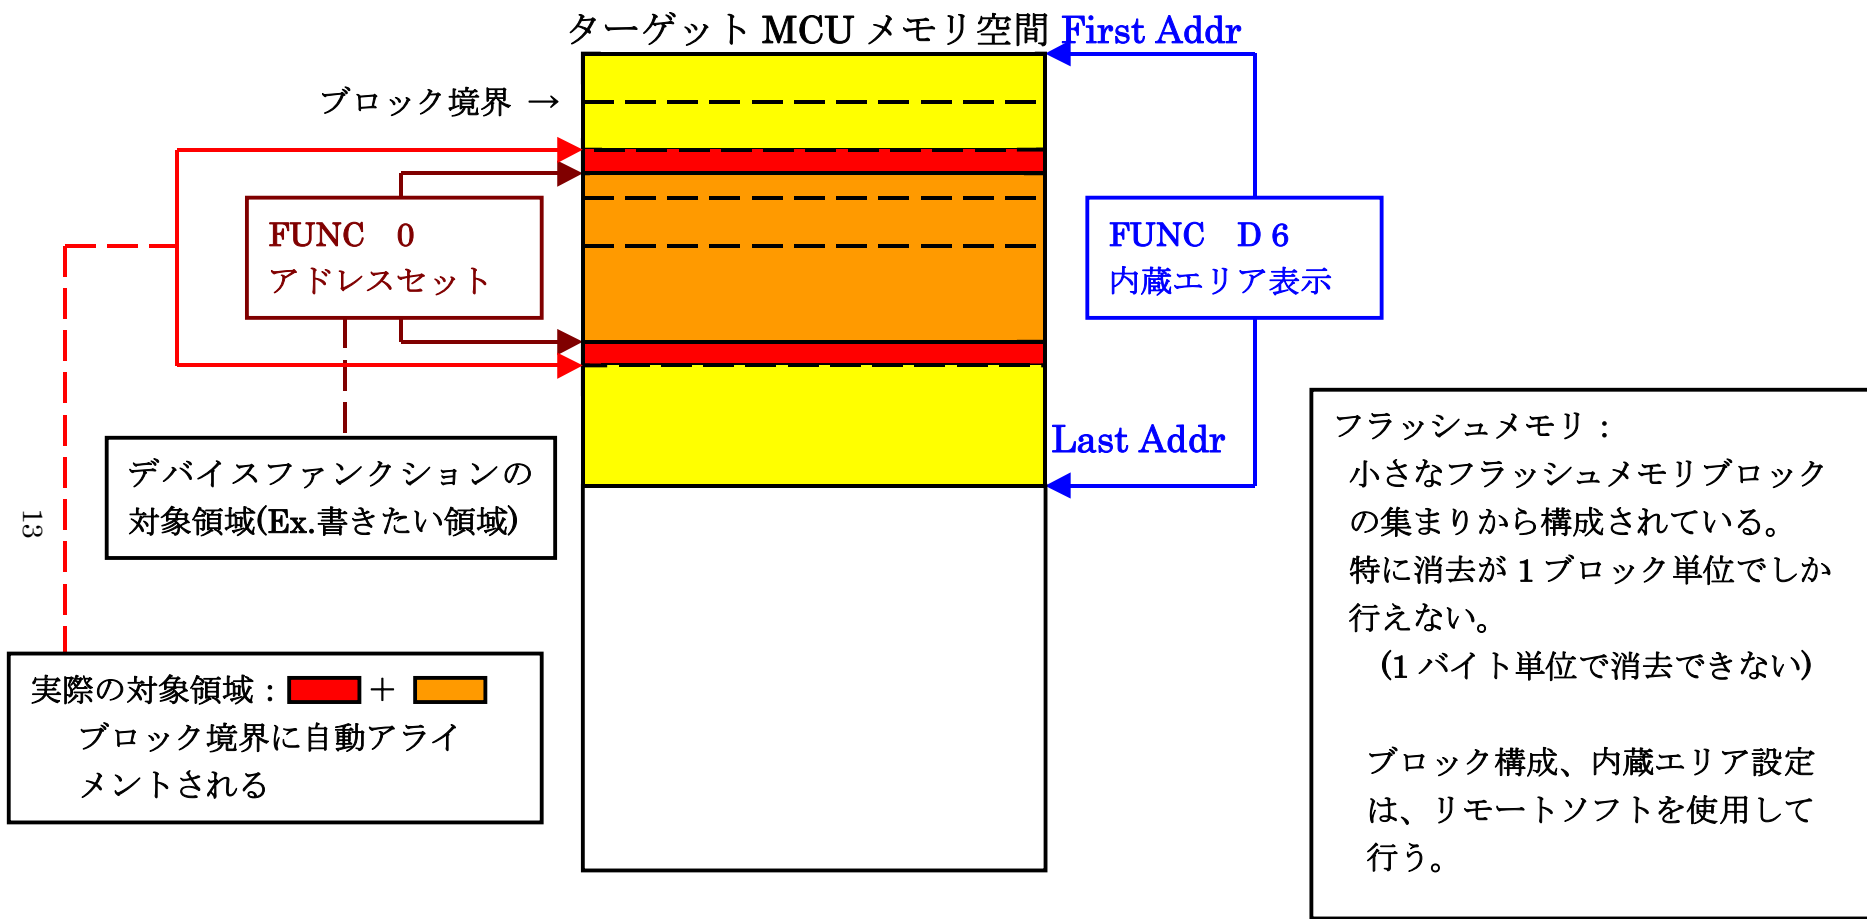 ターゲット MCU メモリ空間 First Addr
ブロック境界 →
FUNC 0
アドレスセット
FUNC D 6
内蔵エリア表示
Last Addr
デバイスファンクションの
対象領域(Ex.書きたい領域)
13
実際の対象領域 : +
ブロック境界に自動アライ
メントされる
フラッシュメモリ :
小さなフラッシュメモリブロック
の集まりから構成されている。
特に消去が 1 ブロック単位でしか
行えない。
(1 バイト単位で消去できない)
ブロック構成、内蔵エリア設定
は、リモートソフトを使用して
行う。